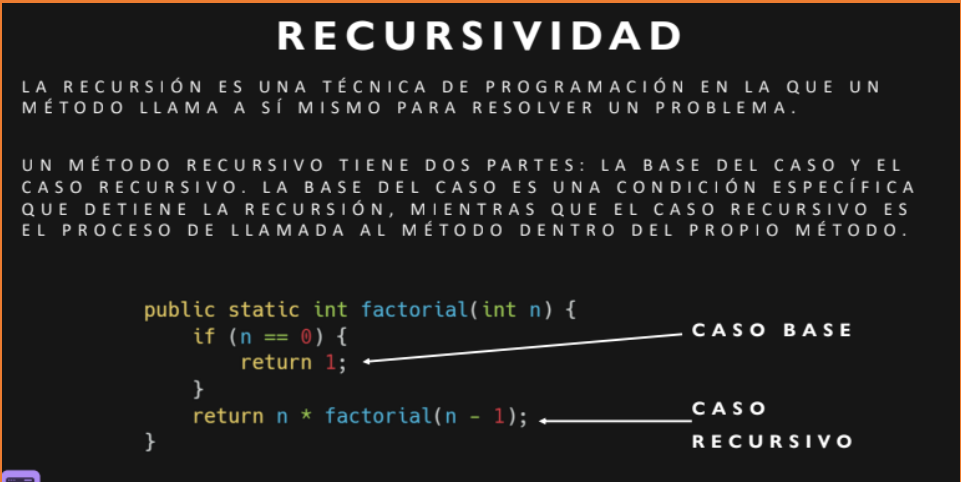 RECURSIVIDAD
LA RECURSIÓN ES UNA TÉCNICA DE PROGRAMACIÓN EN LA QUE UN
MÉTODO LLAMA A SÍ MISMO PARA RESOLVER UN PROBLEMA.
UN MÉTODO RECURSIVO TIENE DOS PARTES: LA BASE DEL CASO Y EL
CASO RECURSIVO. LA BASE DEL CASO ES UNA CONDICIÓN ESPECÍFICA
QUE DETIENE LA RECURSIÓN, MIENTRAS QUE EL CASO RECURSIVO ES
EL PROCESO DE LLAMADA AL MÉTODO DENTRO DEL PROPIO MÉTODO.
public static int factorial(int n) {
    if (n == 0) {
        return 1;
    }
    return n * factorial(n - 1);
}
CASO BASE
CASO
RECURSIVO